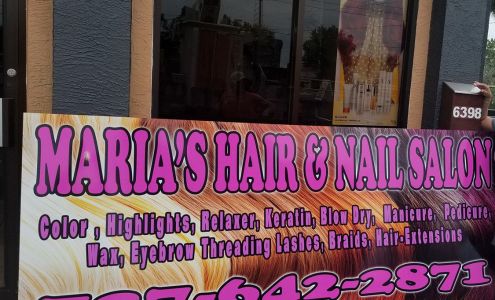 6398
MARIA'S HAIR & NAIL SALON
Color , Highlights, Relaxer, Keratin, Blow Dry, Manicure, Pedicure,
Wax, Eyebrow Threading Lashes, Braids, Hair-Extensions
727-642-2871